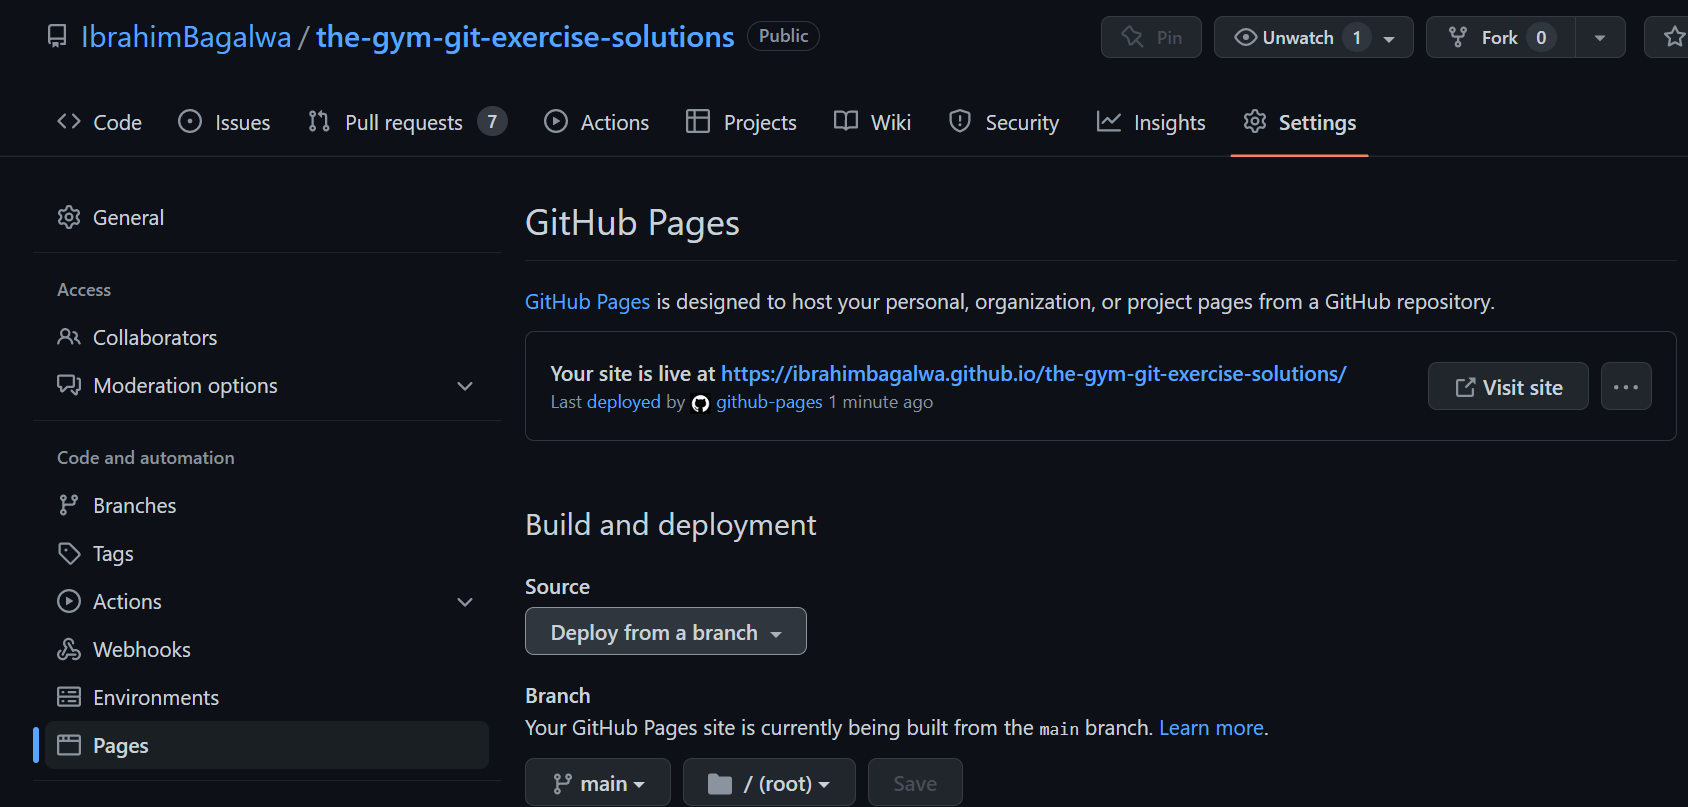 IbrahimBagalwa / the-gym-git-exercise-solutions Public
Pin
Unwatch 1
Fork 0
Code
Issues
Pull requests 7
Actions
Projects
Wiki
Security
Insights
Settings
General
Access
Collaborators
Moderation options
Code and automation
Branches
Tags
Actions
Webhooks
Environments
Pages
GitHub Pages
GitHub Pages is designed to host your personal, organization, or project pages from a GitHub repository.
Your site is live at https://ibrahimbagalwa.github.io/the-gym-git-exercise-solutions/
Last deployed by github-pages 1 minute ago
Visit site
Build and deployment
Source
Deploy from a branch
Branch
Your GitHub Pages site is currently being built from the main branch. Learn more.
main
/ (root)
Save